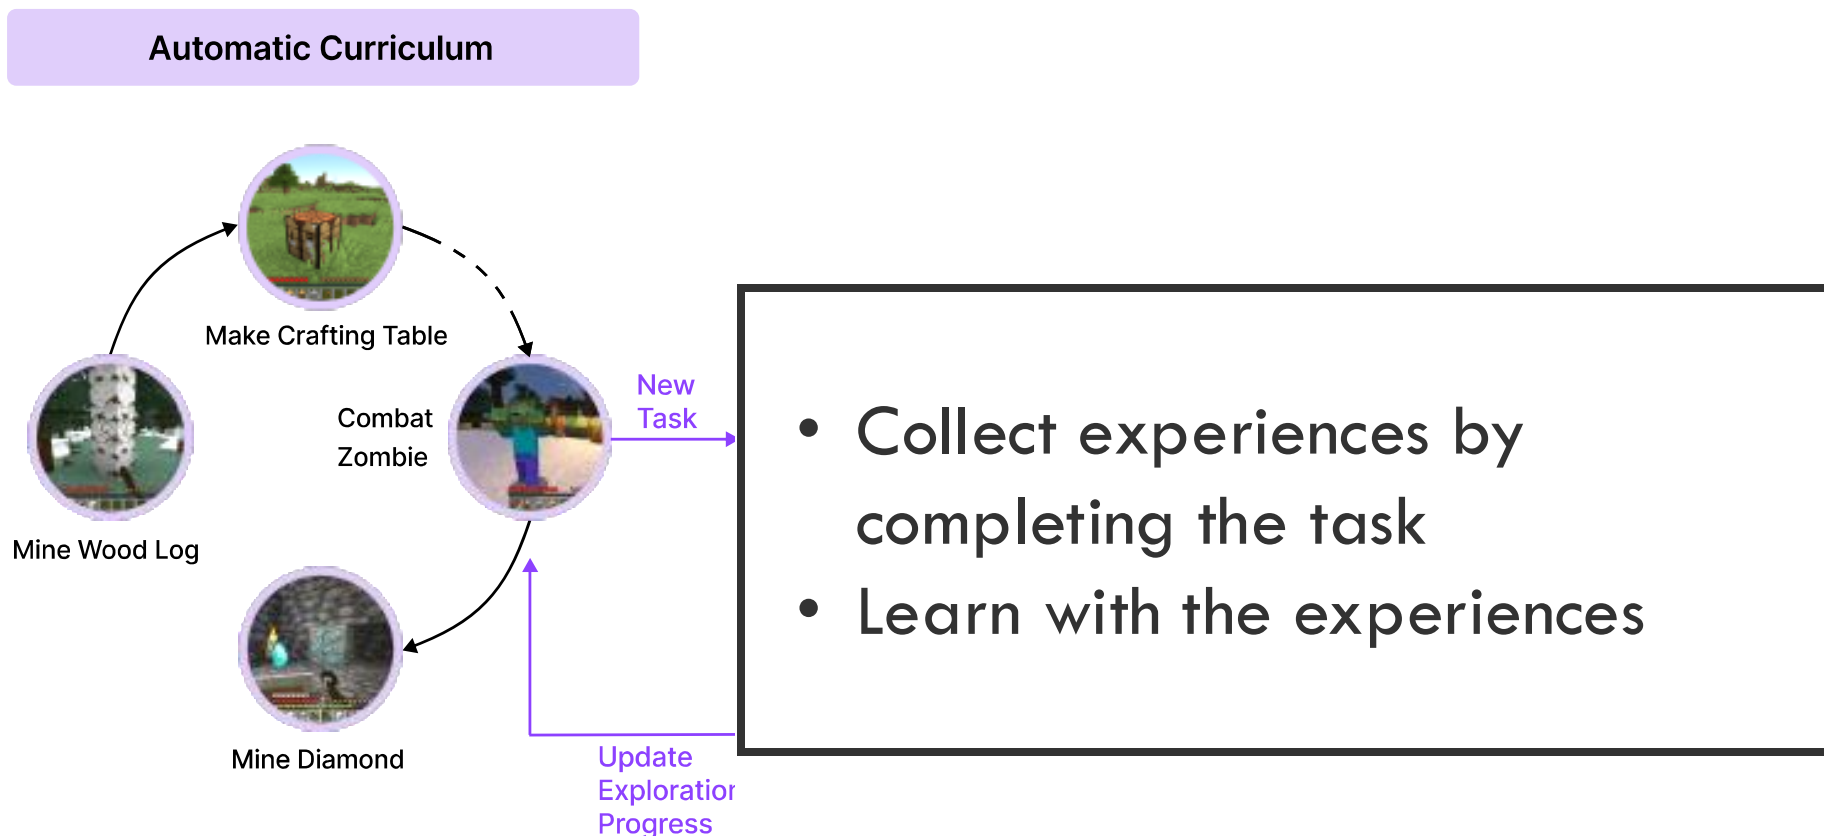 Automatic Curriculum
Make Crafting Table
Combat
Zombie
Mine Wood Log
Mine Diamond
New
Task
Update
Exploration
Progress
• Collect experiences by
completing the task
• Learn with the experiences